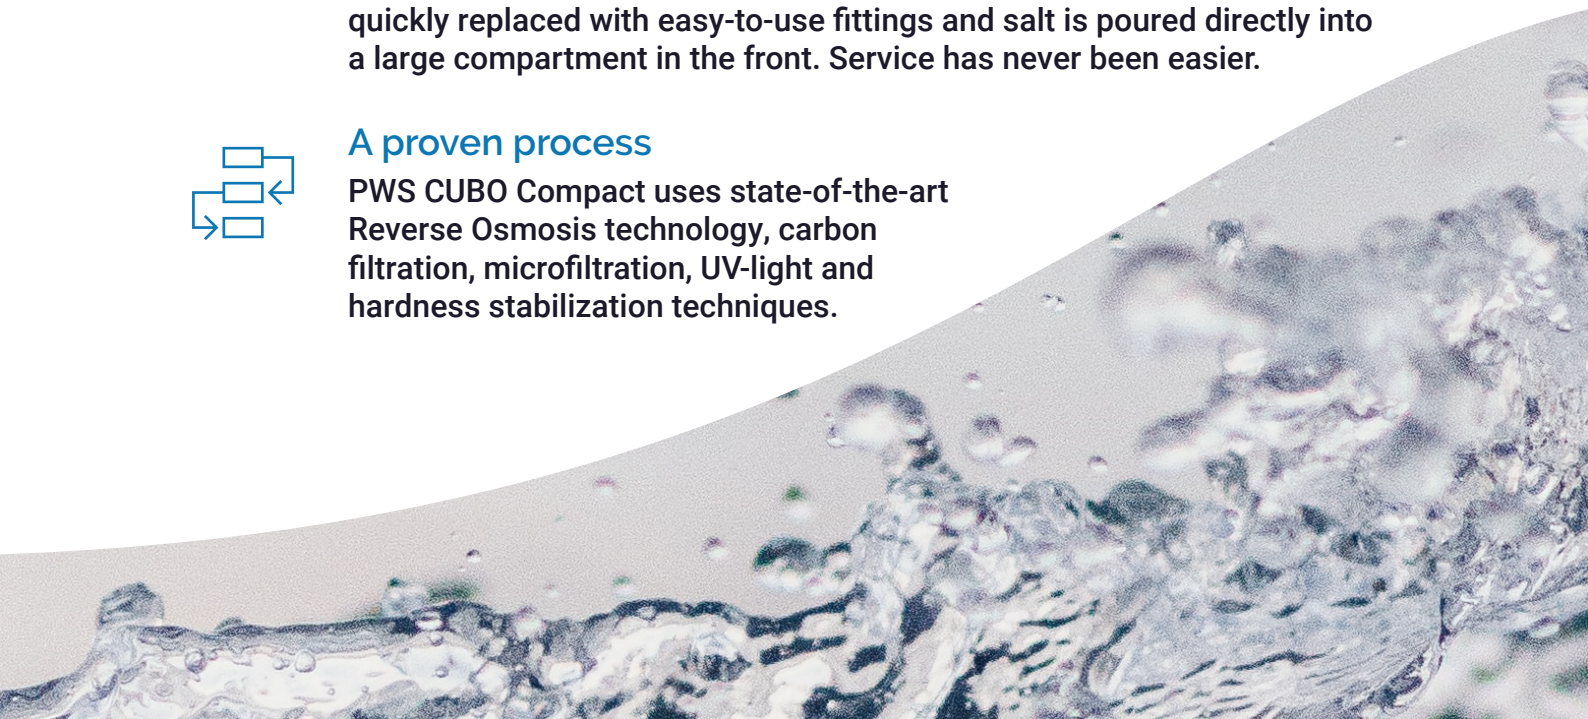 quickly replaced with easy-to-use fittings and salt is poured directly into
a large compartment in the front. Service has never been easier.
A proven process
PWS CUBO Compact uses state-of-the-art
Reverse Osmosis technology, carbon
filtration, microfiltration, UV-light and
hardness stabilization techniques.